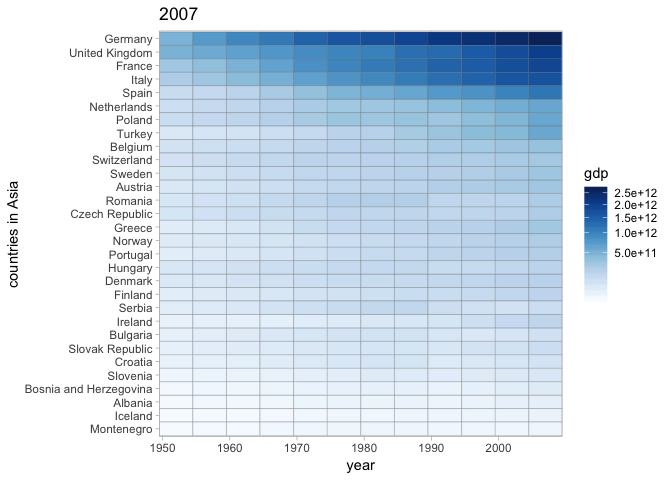 2007
Germany
United Kingdom
France
Italy
Spain
Netherlands
Poland
Turkey
Belgium
Switzerland
Sweden
Austria
Romania
Czech Republic
Greece
Norway
Portugal
Hungary
Denmark
Finland
Serbia
Ireland
Bulgaria
Slovak Republic
Croatia
Slovenia
Bosnia and Herzegovina
Albania
Iceland
Montenegro
countries in Asia
1950 1960 1970 1980 1990 2000
year
gdp
2.5e+12
2.0e+12
1.5e+12
1.0e+12
5.0e+11